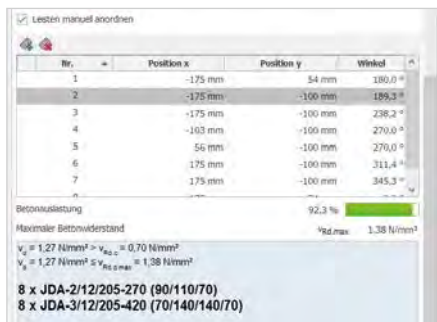 Leisten manuell anordnen
Nr. Position x Position y Winkel
1 -175 mm 54 mm 180,0 °
2 -175 mm -100 mm 189,3 °
3 -175 mm -100 mm 238,2 °
4 -103 mm -100 mm 270,0 °
5 56 mm -100 mm 270,0 °
6 175 mm -100 mm 311,4 °
7 175 mm -100 mm 345,3 °
Betonauslastung 92,3 %
Maximaler Betonwiderstand vRd,max 1,38 N/mm²
v = 1,27 N/mm² > vRd,c = 0,70 N/mm²
v = 1,27 N/mm² ≤ vRd,c,max = 1,38 N/mm²
8 x JDA-2/12/205-270 (90/110/70)
8 x JDA-3/12/205-420 (70/140/140/70)